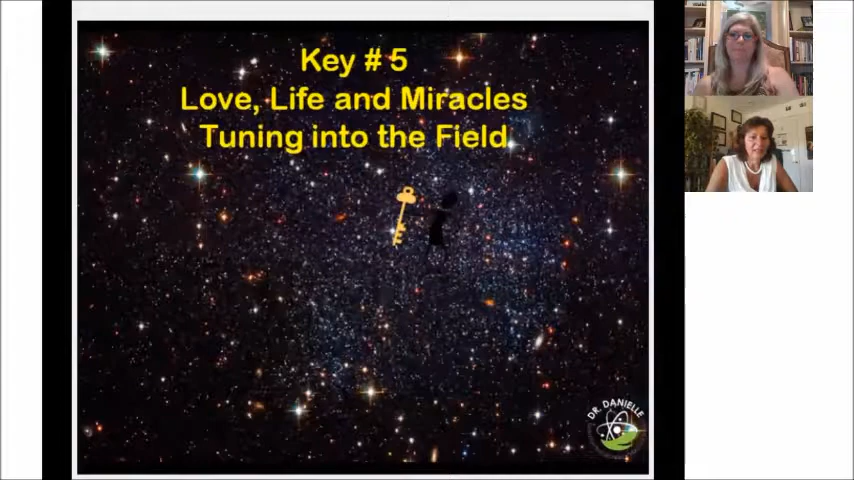 Key # 5
Love, Life and Miracles
Tuning into the Field
DR. DANIELLE